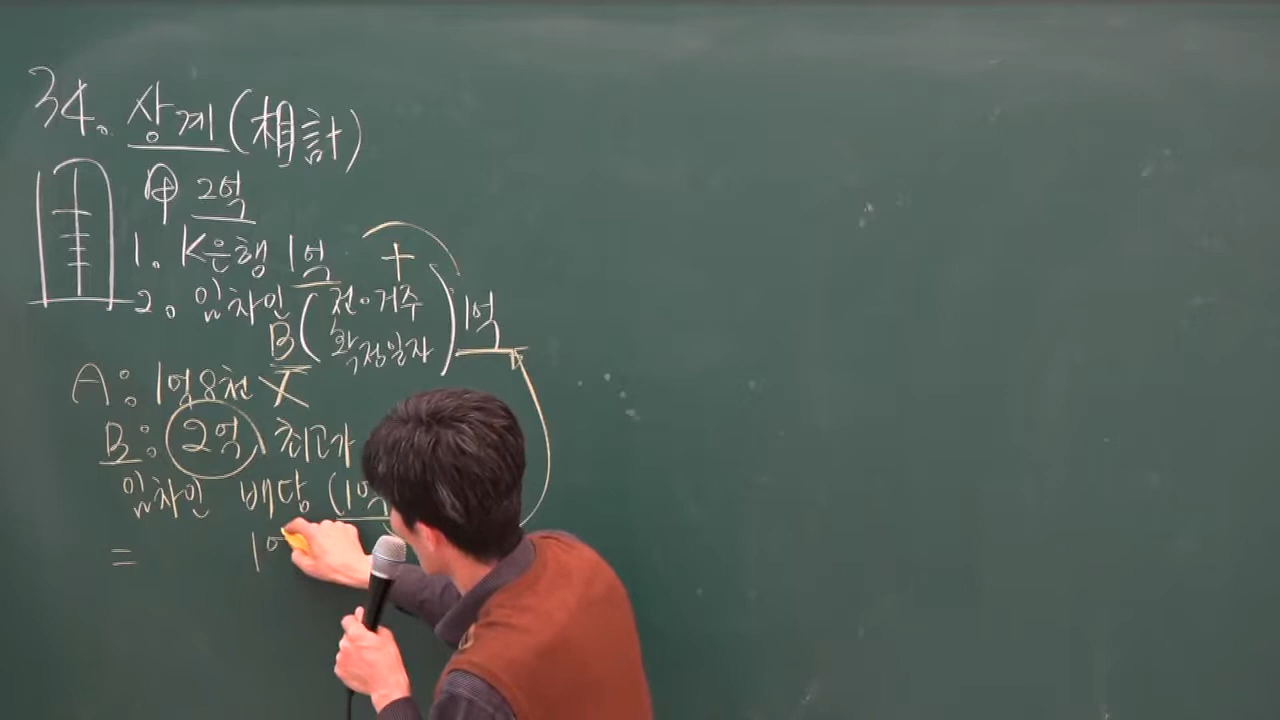 34. 상계(相計)
甲 2억
1. K은행 1억 +
2. 임차인 B (전·거주 확정일자) 1억
A: 1억8천 X
B: 2억, 최고가
임차인 배당 (1억
= 1